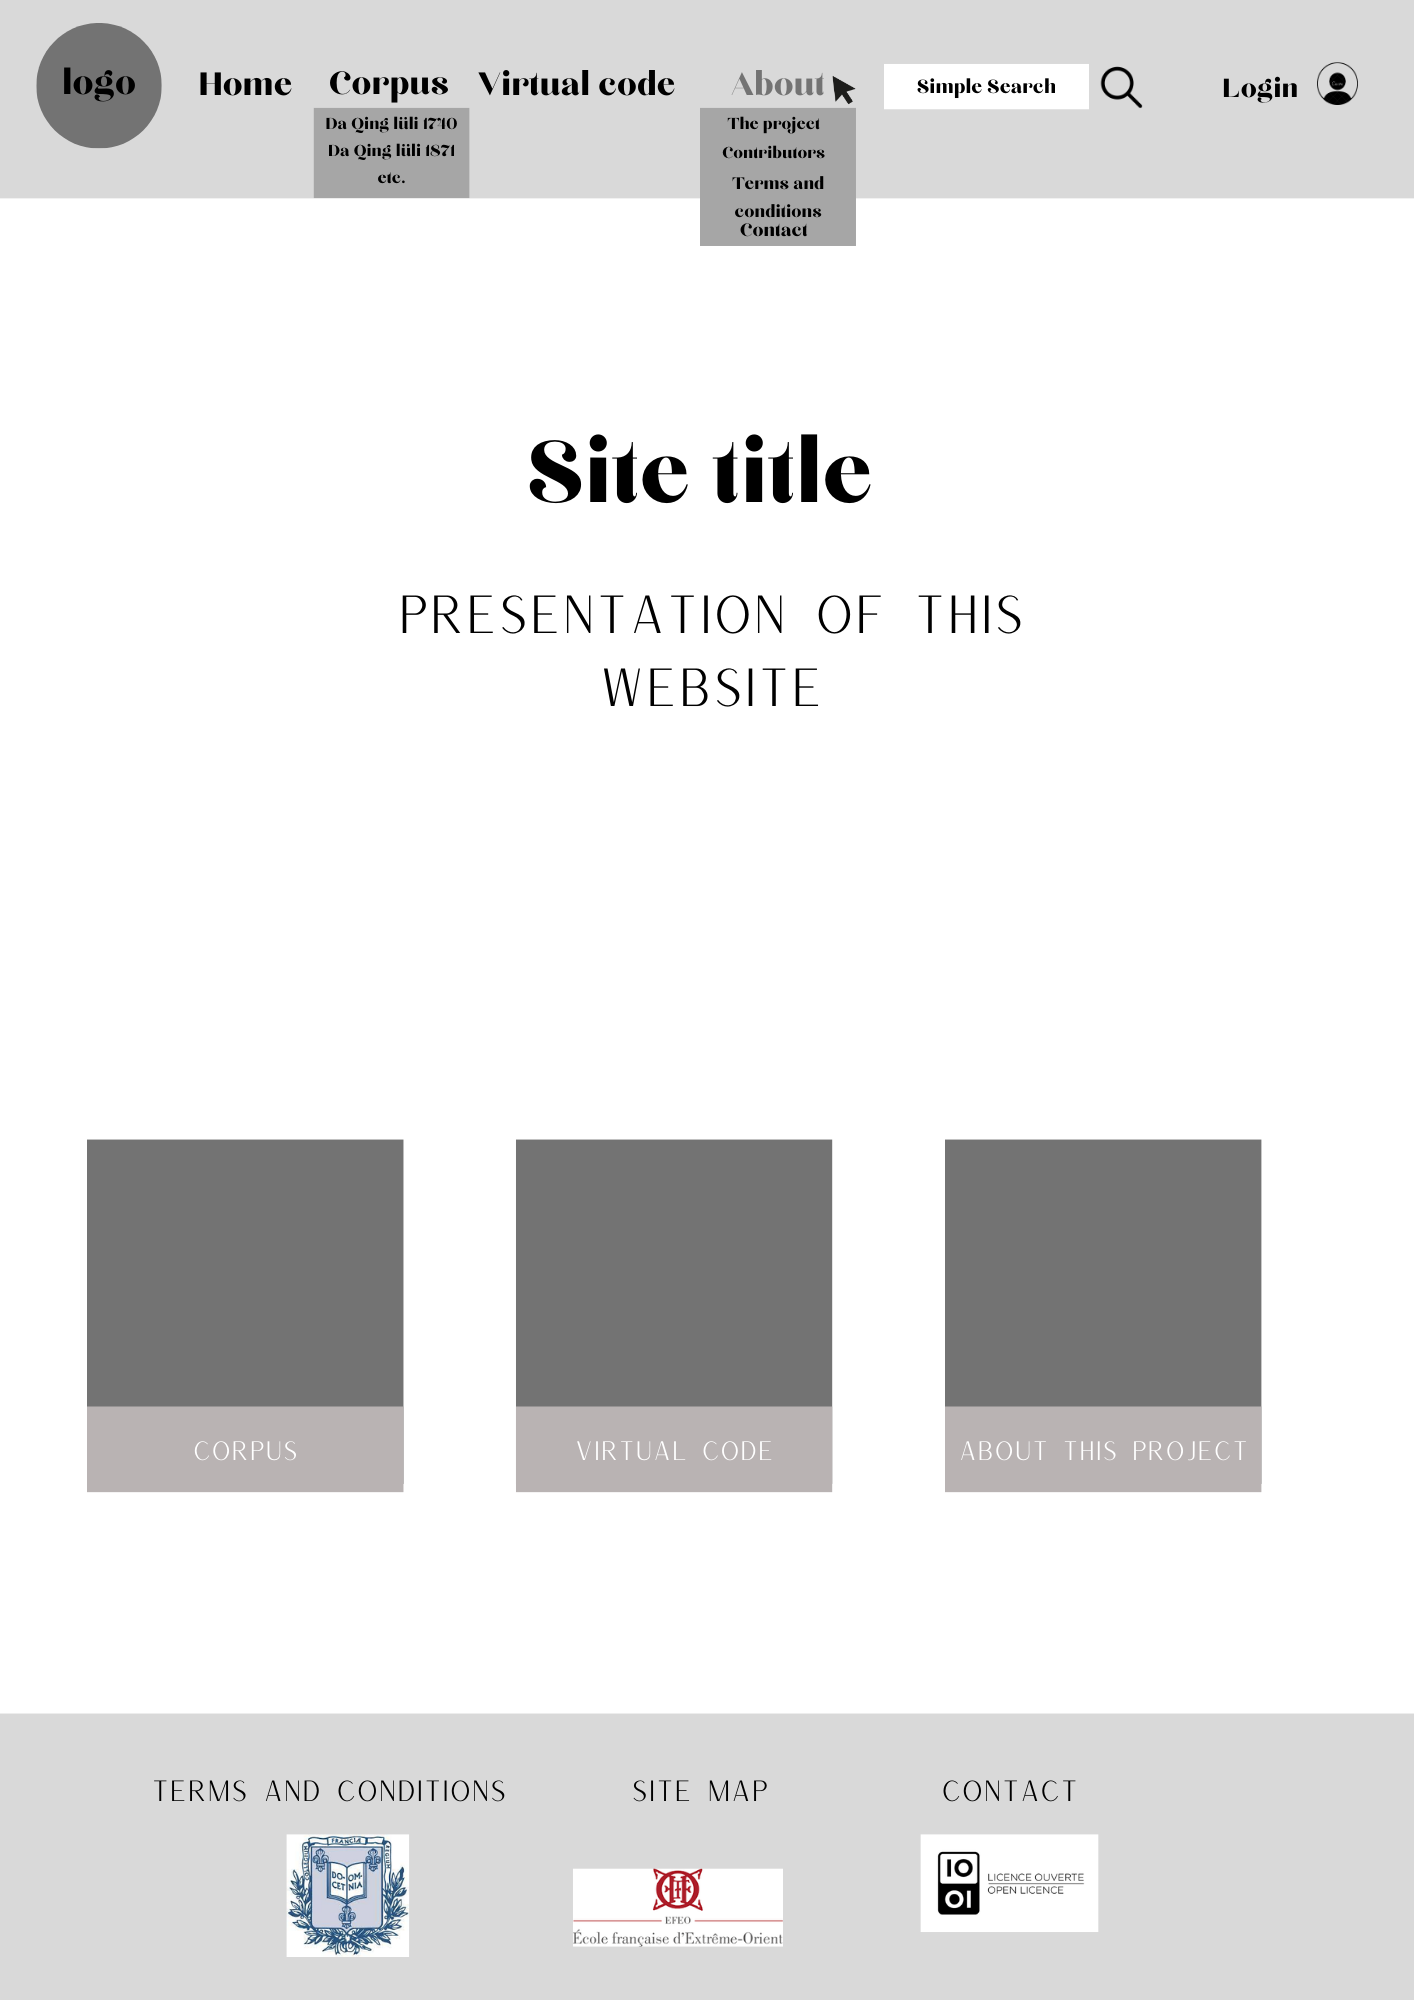 logo
Home
Corpus
Virtual code
About
Simple Search
Login
Da Qing lüli 1740
Da Qing lüli 1871
etc.
The project
Contributors
Terms and
conditions
Contact
Site title
PRESENTATION OF THIS
WEBSITE
CORPUS
VIRTUAL CODE
ABOUT THIS PROJECT
TERMS AND CONDITIONS
SITE MAP
CONTACT
COLLEGIUM
FRANCIÆ
REGIUM
DO- OM-
CET NIA
EFEO
École française d'Extrême-Orient
IO
OI
LICENCE OUVERTE
OPEN LICENCE